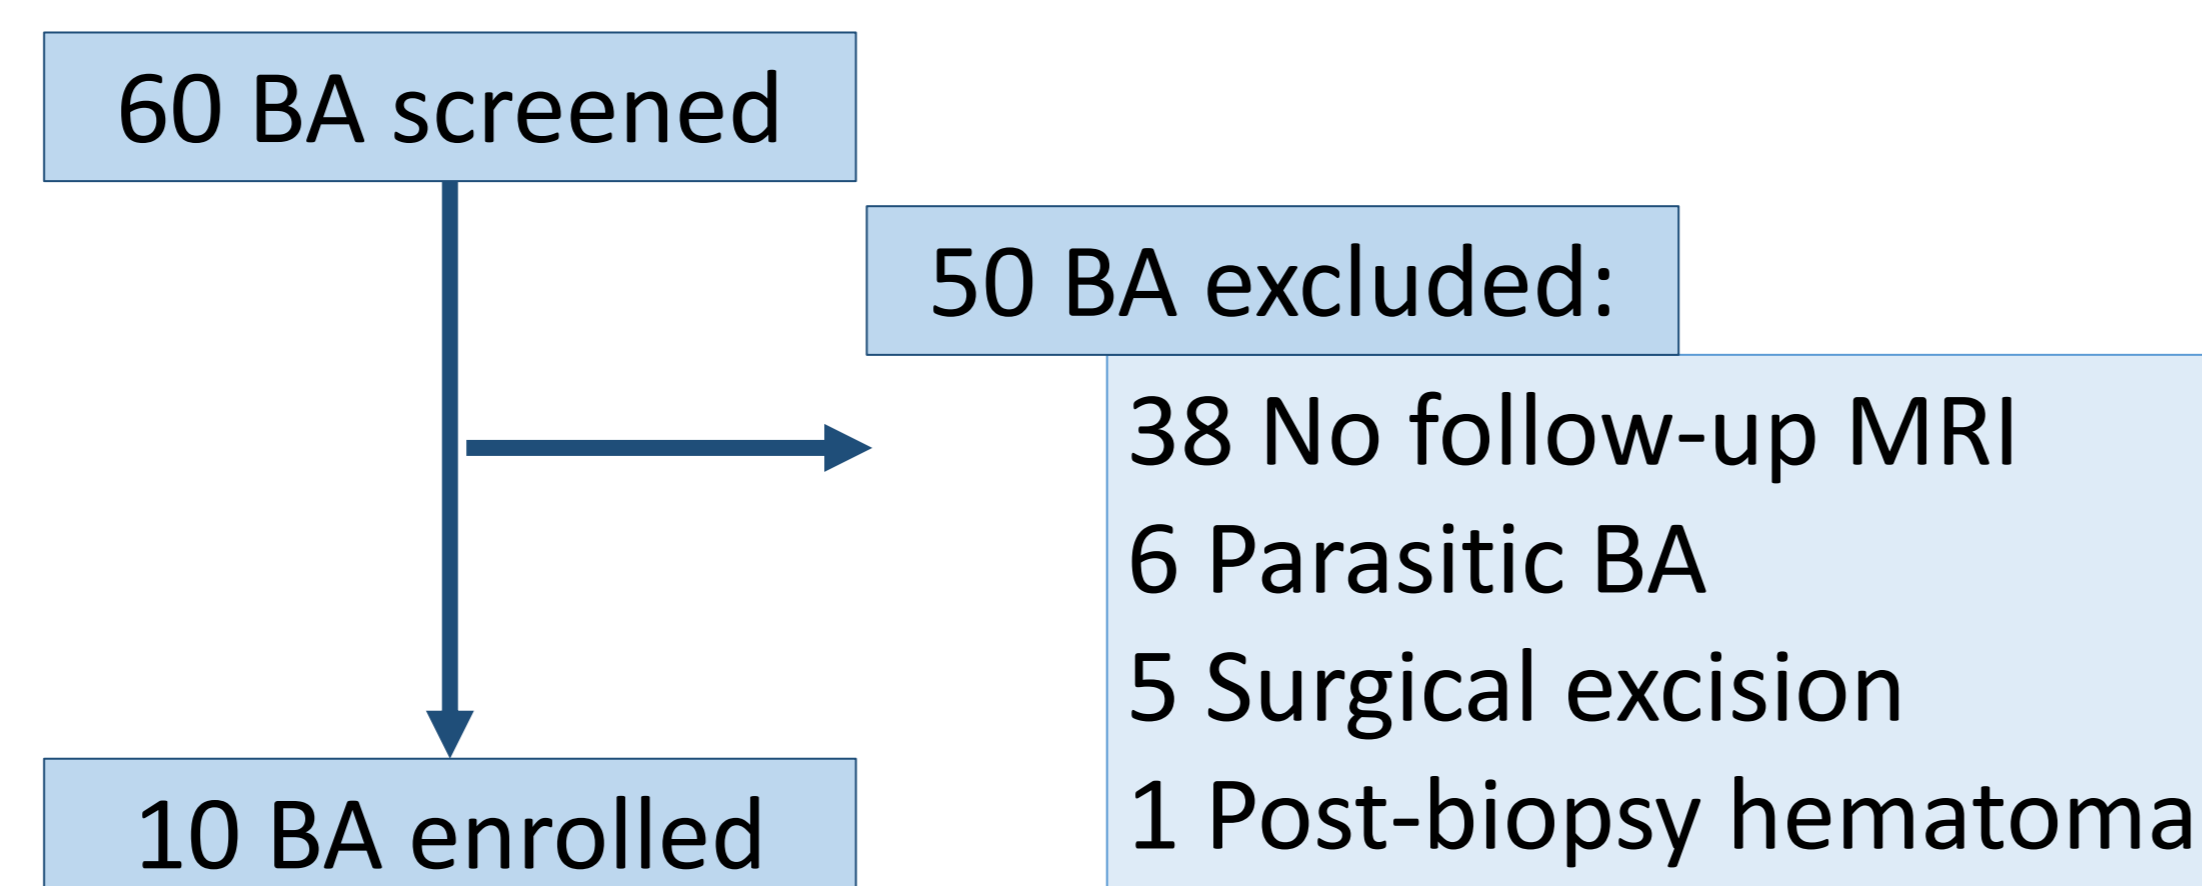 60 BA screened
50 BA excluded:
38 No follow-up MRI
6 Parasitic BA
5 Surgical excision
1 Post-biopsy hematoma
10 BA enrolled